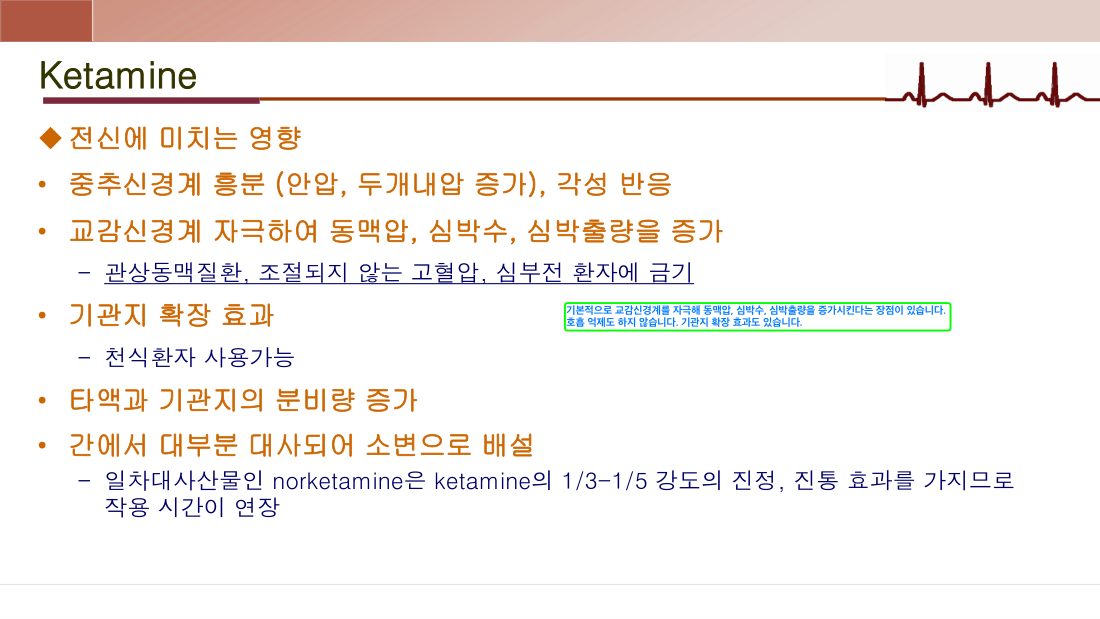 Ketamine
◆ 전신에 미치는 영향
• 중추신경계 흥분 (안압, 두개내압 증가), 각성 반응
• 교감신경계 자극하여 동맥압, 심박수, 심박출량을 증가
– 관상동맥질환, 조절되지 않는 고혈압, 심부전 환자에 금기
• 기관지 확장 효과
기본적으로 교감신경계를 자극해 동맥압, 심박수, 심박출량을 증가시킨다는 장점이 있습니다.
호흡 억제도 하지 않습니다. 기관지 확장 효과도 있습니다.
– 천식환자 사용가능
• 타액과 기관지의 분비량 증가
• 간에서 대부분 대사되어 소변으로 배설
– 일차대사산물인 norketamine은 ketamine의 1/3–1/5 강도의 진정, 진통 효과를 가지므로
작용 시간이 연장